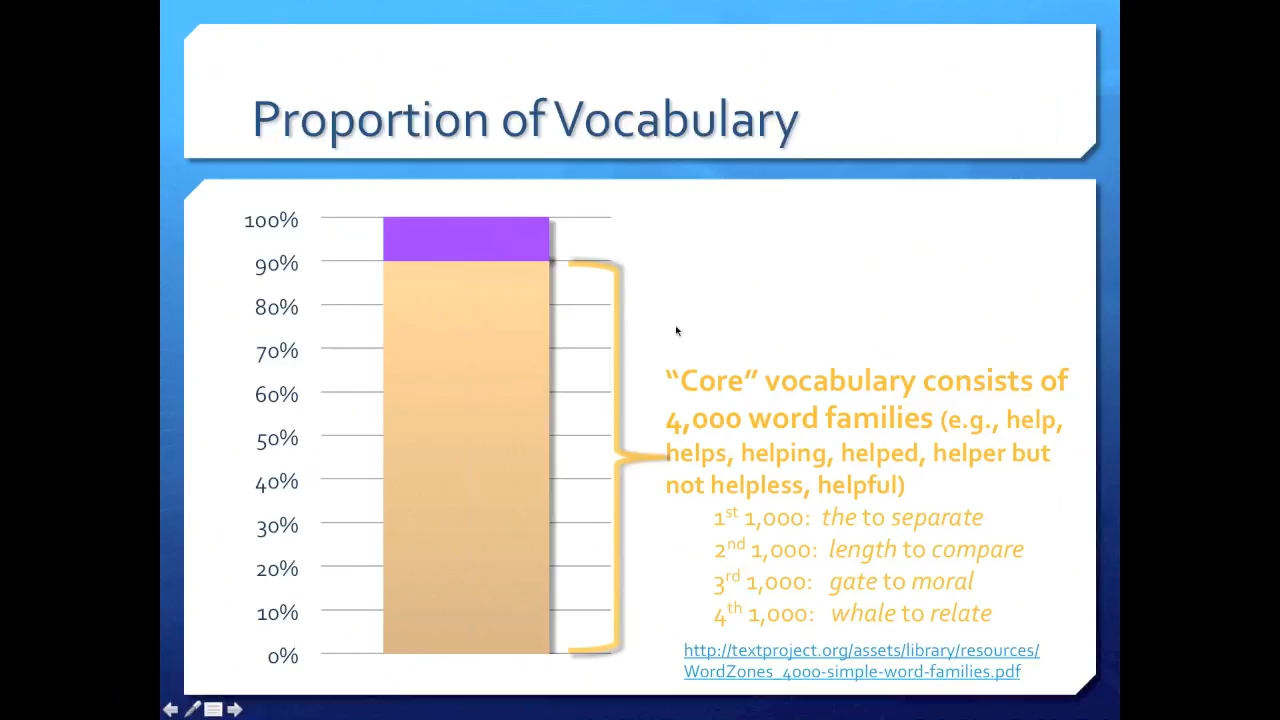 Proportion of Vocabulary
100%
90%
80%
70%
60%
50%
40%
30%
20%
10%
0%
“Core” vocabulary consists of
4,000 word families (e.g., help,
helps, helping, helped, helper but
not helpless, helpful)
1st 1,000: the to separate
2nd 1,000: length to compare
3rd 1,000: gate to moral
4th 1,000: whale to relate
http://textproject.org/assets/library/resources/
WordZones_4000-simple-word-families.pdf